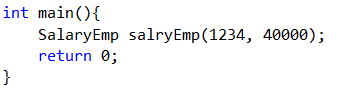 int main(){
    SalaryEmp salryEmp(1234, 40000);
    return 0;
}